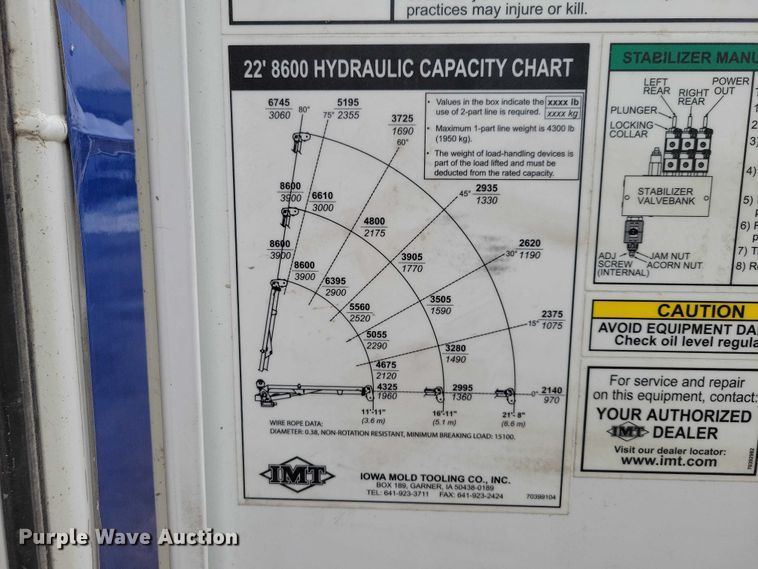 practices may injure or kill.
22' 8600 HYDRAULIC CAPACITY CHART
• Values in the box indicate the use of 2-part line is required.
xxxx lb
xxxx kg
• Maximum 1-part line weight is 4300 lb
(1950 kg).
• The weight of load-handling devices is
part of the load lifted and must be
deducted from the rated capacity.
6745
3060
80°
75°
5195
2355
3725
1690
60°
8600
3900
6610
3000
45°
2935
1330
4800
2175
8600
3900
8600
3900
3905
1770
30°
2620
1190
6395
2900
5560
2520
3505
1590
5055
2290
15°
2375
1075
3280
1490
4675
2120
4325
1960
2995
1360
0°
2140
970
11'-11"
(3.6 m)
16'-11"
(5.1 m)
21'- 8"
(6.6 m)
WIRE ROPE DATA:
DIAMETER: 0.38, NON-ROTATION RESISTANT, MINIMUM BREAKING LOAD: 15100.
IMT
IOWA MOLD TOOLING CO., INC.
BOX 189, GARNER, IA 50438-0189
TEL: 641-923-3711 FAX: 641-923-2424
70399104
STABILIZER MANU
LEFT
REAR
RIGHT
REAR
POWER
OUT
PLUNGER
LOCKING
COLLAR
STABILIZER
VALVEBANK
ADJ
SCREW
(INTERNAL)
JAM NUT
ACORN NUT
1
2
3)
4)
5)
6)
7) T
8) R
CAUTION
AVOID EQUIPMENT DA
Check oil level regula
For service and repair
on this equipment, contact:
YOUR AUTHORIZED
IMT DEALER
Visit our dealer locator:
www.imt.com
Purple Wave Auction